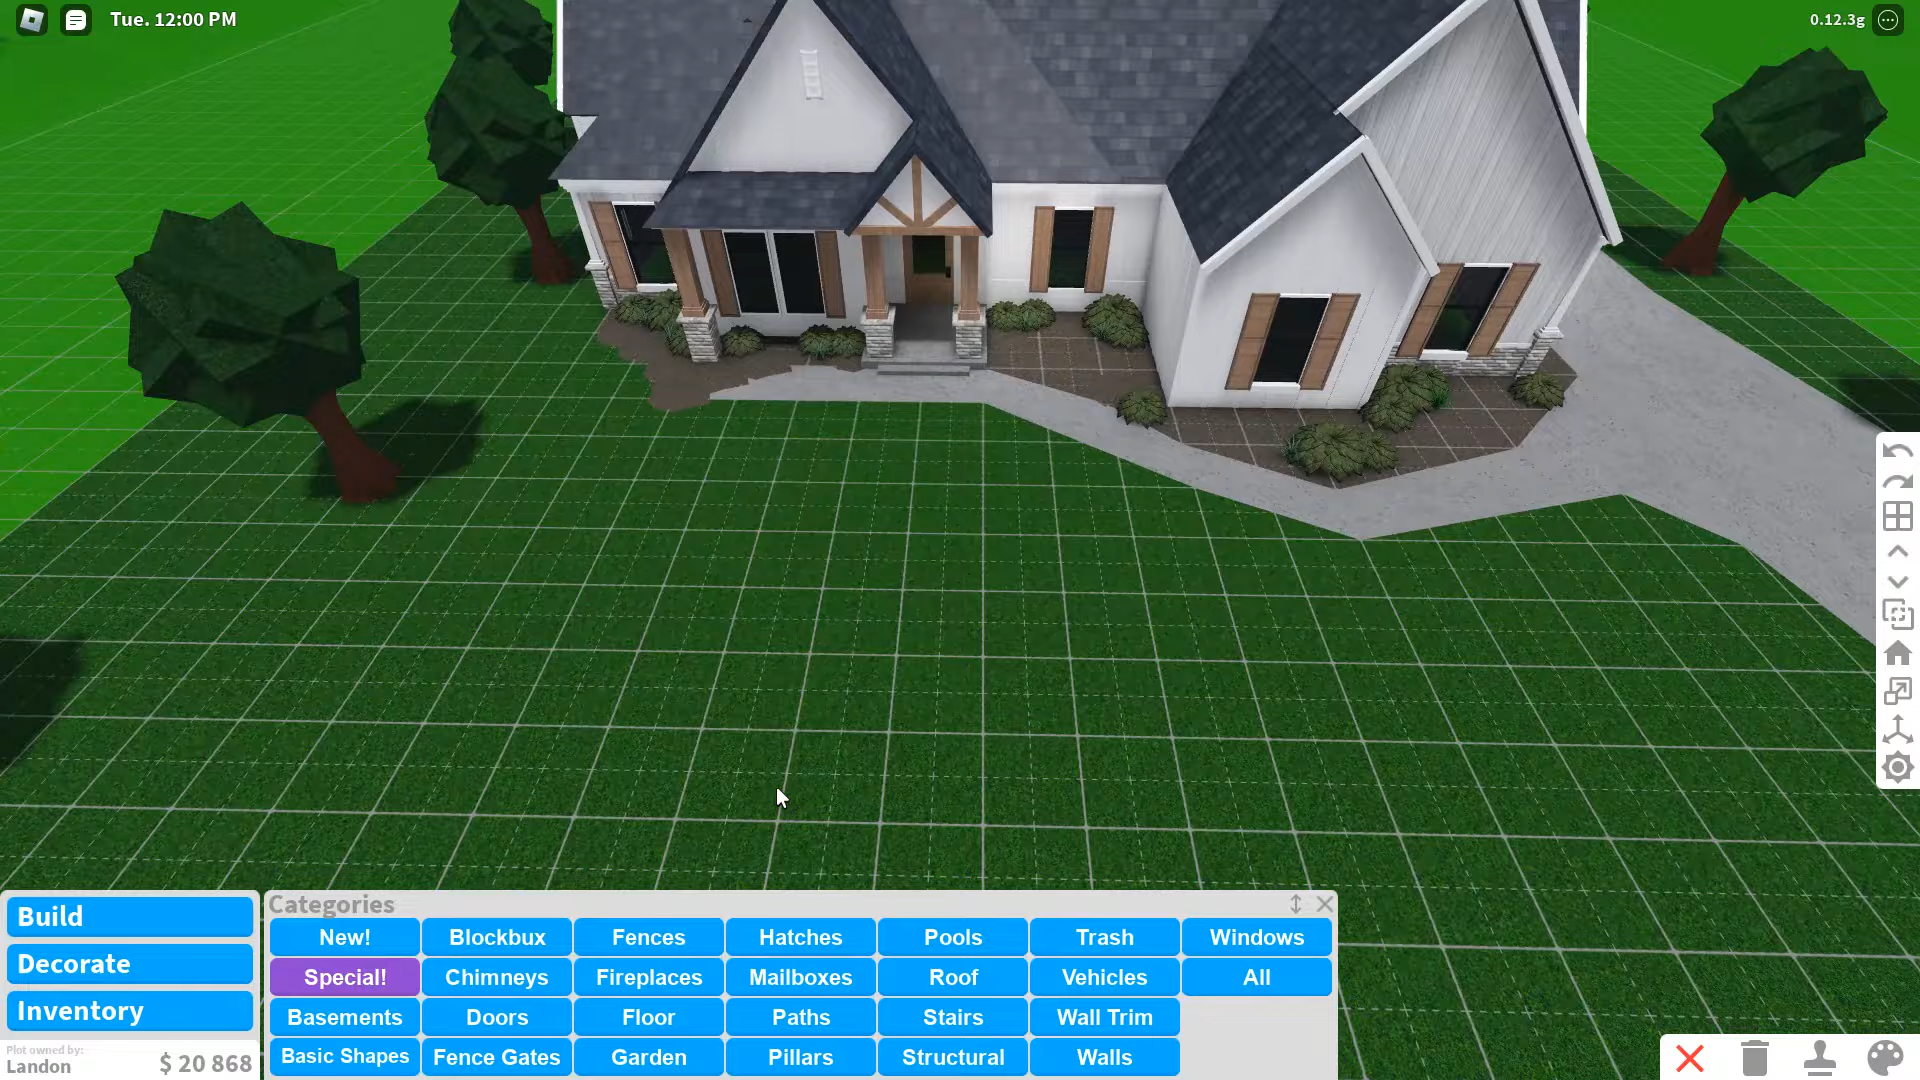 Tue. 12:00 PM
0.12.3g
Build
Decorate
Inventory
Plot owned by:
Landon
$ 20 868
Categories
New!
Blockbux
Fences
Hatches
Pools
Trash
Windows
Special!
Chimneys
Fireplaces
Mailboxes
Roof
Vehicles
All
Basements
Doors
Floor
Paths
Stairs
Wall Trim
Basic Shapes
Fence Gates
Garden
Pillars
Structural
Walls